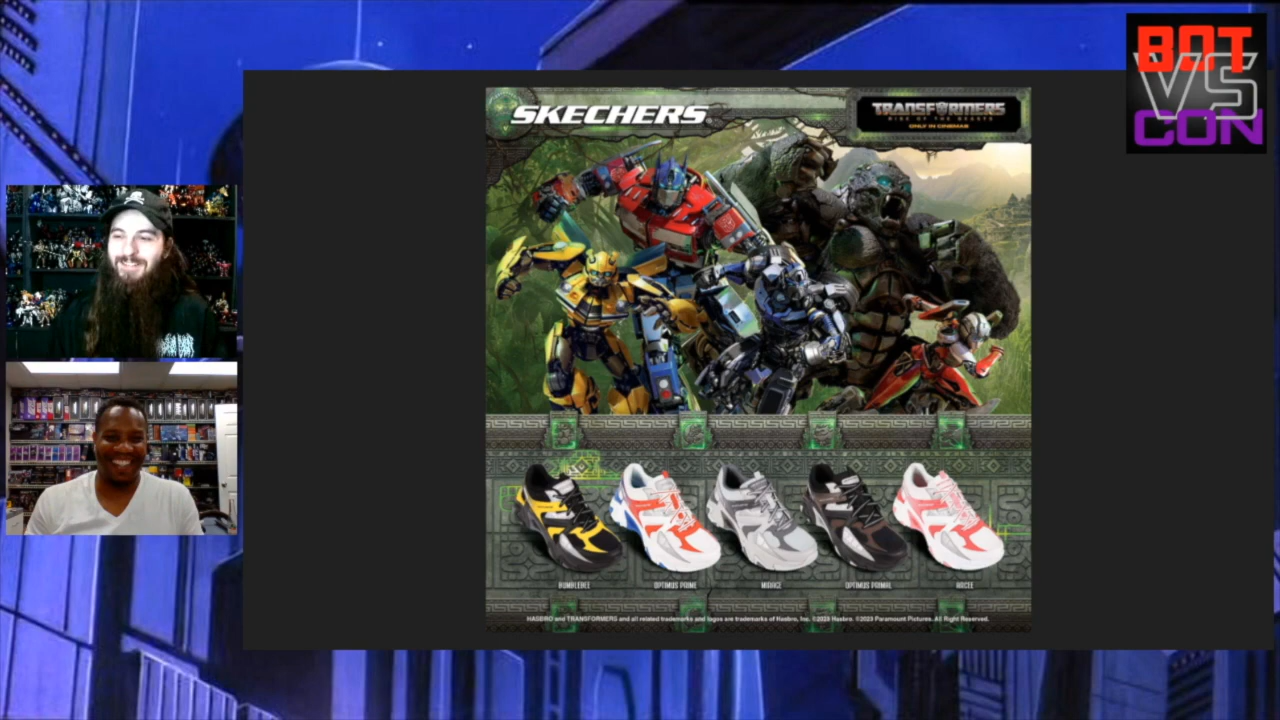 BOT
VS
CON
SKECHERS
TRANSFORMERS
RISE OF THE BEASTS
ONLY IN CINEMAS
BUMBLEBEE
OPTIMUS PRIME
MIRAGE
OPTIMUS PRIMAL
ARCEE
HASBRO and TRANSFORMERS and all related trademarks and logos are trademarks of Hasbro, Inc. ©2023 Hasbro. ©2023 Paramount Pictures. All Right Reserved.